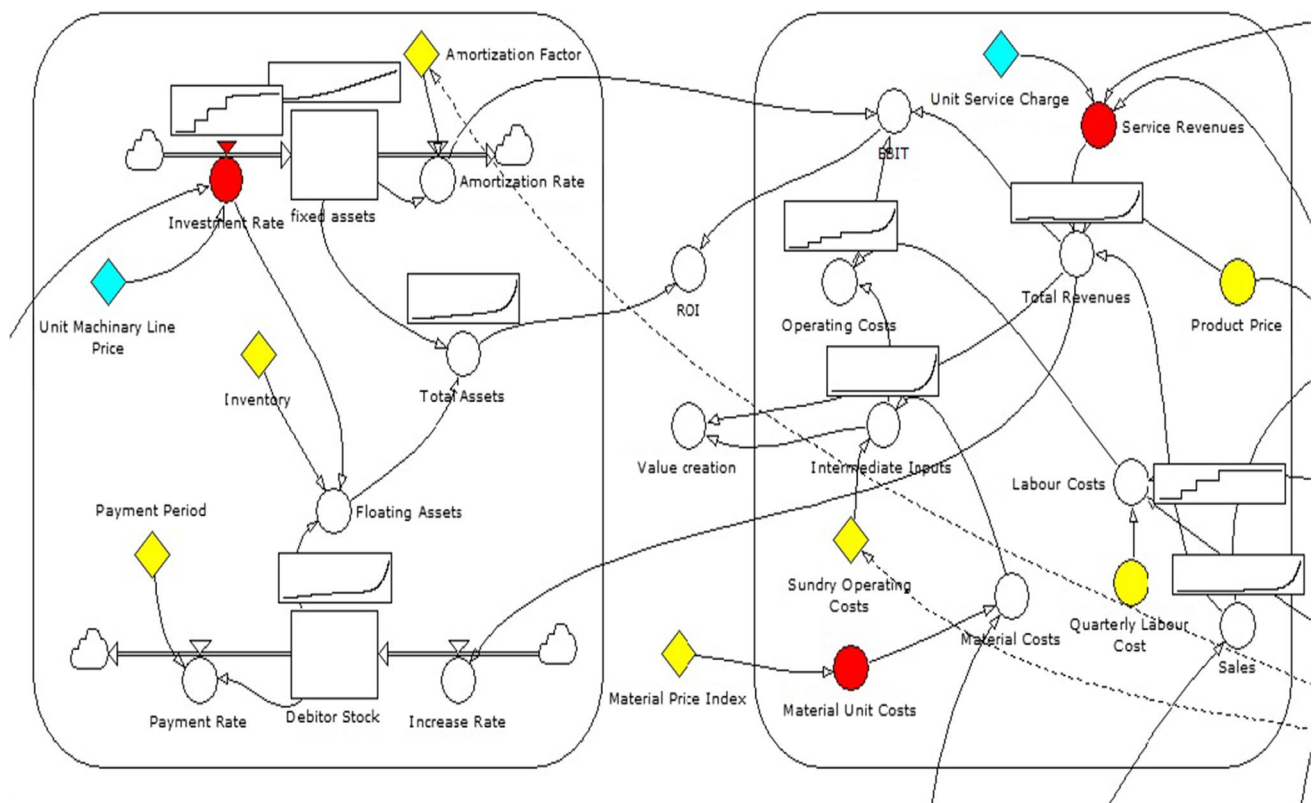 Amortization Factor
Amortization Rate
Investment Rate
fixed assets
Unit Machinary Line
Price
Inventory
Total Assets
Payment Period
Floating Assets
Payment Rate
Debitor Stock
Increase Rate
Unit Service Charge
Service Revenues
EBIT
ROI
Operating Costs
Total Revenues
Product Price
Value creation
Intermediate Inputs
Labour Costs
Sundry Operating
Costs
Material Costs
Quarterly Labour
Cost
Sales
Material Price Index
Material Unit Costs